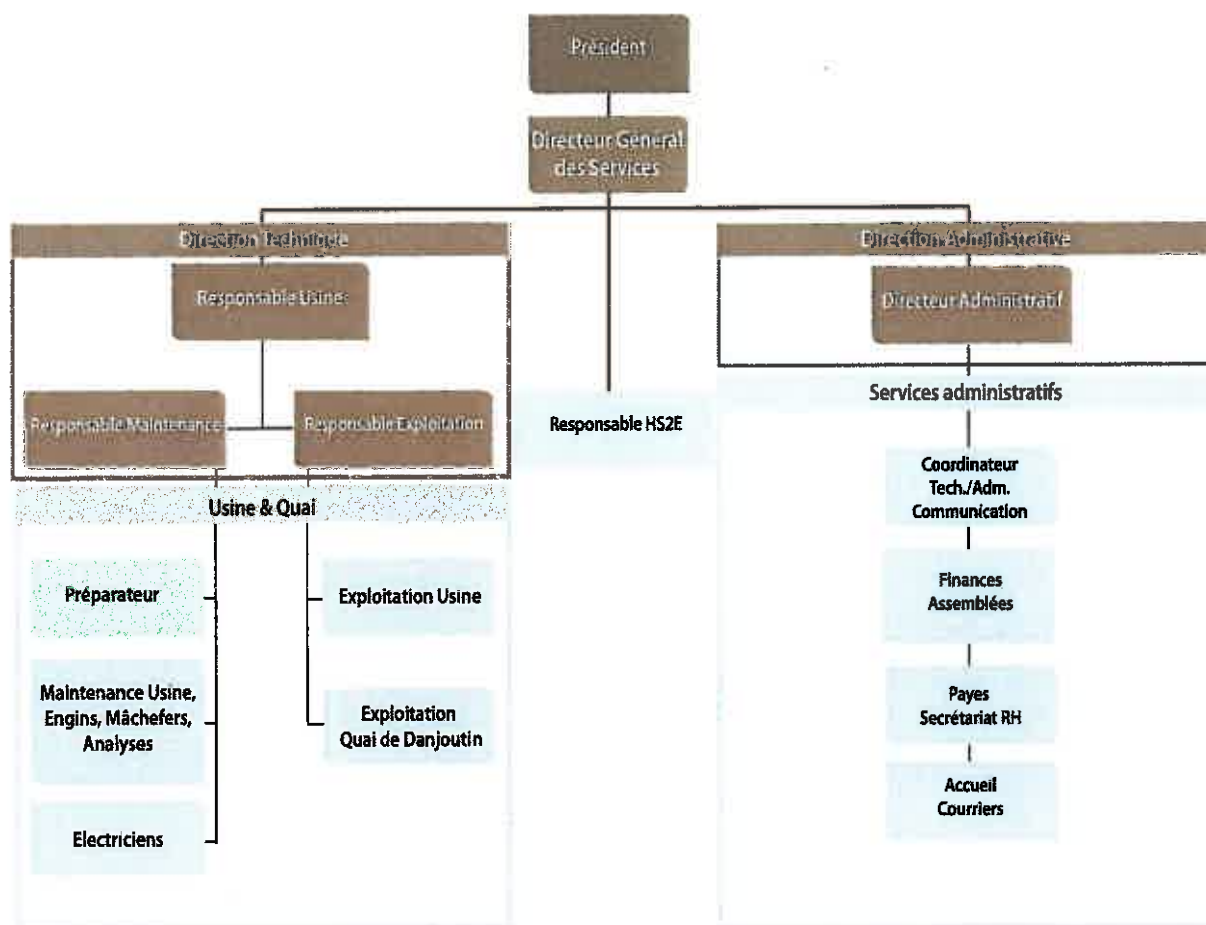 Président
Directeur Général
des Services
Direction Technique
Responsable Usine
Responsable Maintenance
Responsable Exploitation
Usine & Quai
Préparateur
Maintenance Usine,
Engins, Mâchefers,
Analyses
Electriciens
Exploitation Usine
Exploitation
Quai de Danjoutin
Responsable HS2E
Direction Administrative
Directeur Administratif
Services administratifs
Coordinateur
Tech./Adm.
Communication
Finances
Assemblées
Payes
Secrétariat RH
Accueil
Courriers